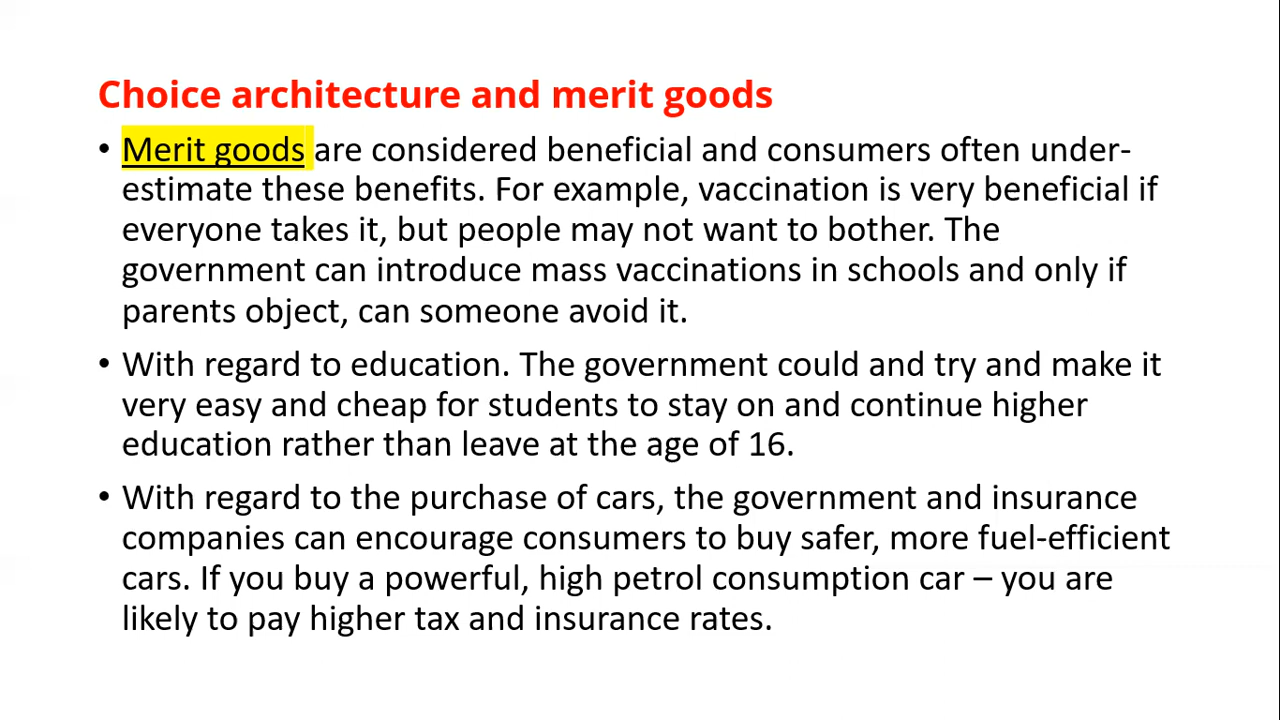 Choice architecture and merit goods
• Merit goods are considered beneficial and consumers often under-
estimate these benefits. For example, vaccination is very beneficial if
everyone takes it, but people may not want to bother. The
government can introduce mass vaccinations in schools and only if
parents object, can someone avoid it.
• With regard to education. The government could and try and make it
very easy and cheap for students to stay on and continue higher
education rather than leave at the age of 16.
• With regard to the purchase of cars, the government and insurance
companies can encourage consumers to buy safer, more fuel-efficient
cars. If you buy a powerful, high petrol consumption car – you are
likely to pay higher tax and insurance rates.